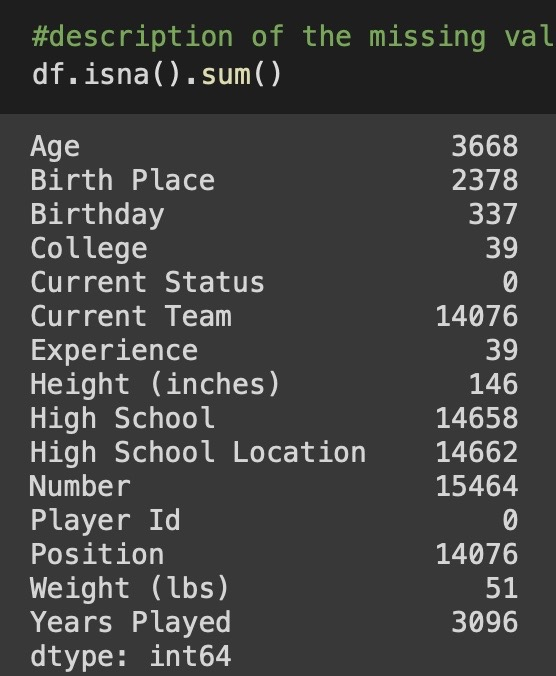 #description of the missing val
df.isna().sum()
Age 3668
Birth Place 2378
Birthday 337
College 39
Current Status 0
Current Team 14076
Experience 39
Height (inches) 146
High School 14658
High School Location 14662
Number 15464
Player Id 0
Position 14076
Weight (lbs) 51
Years Played 3096
dtype: int64